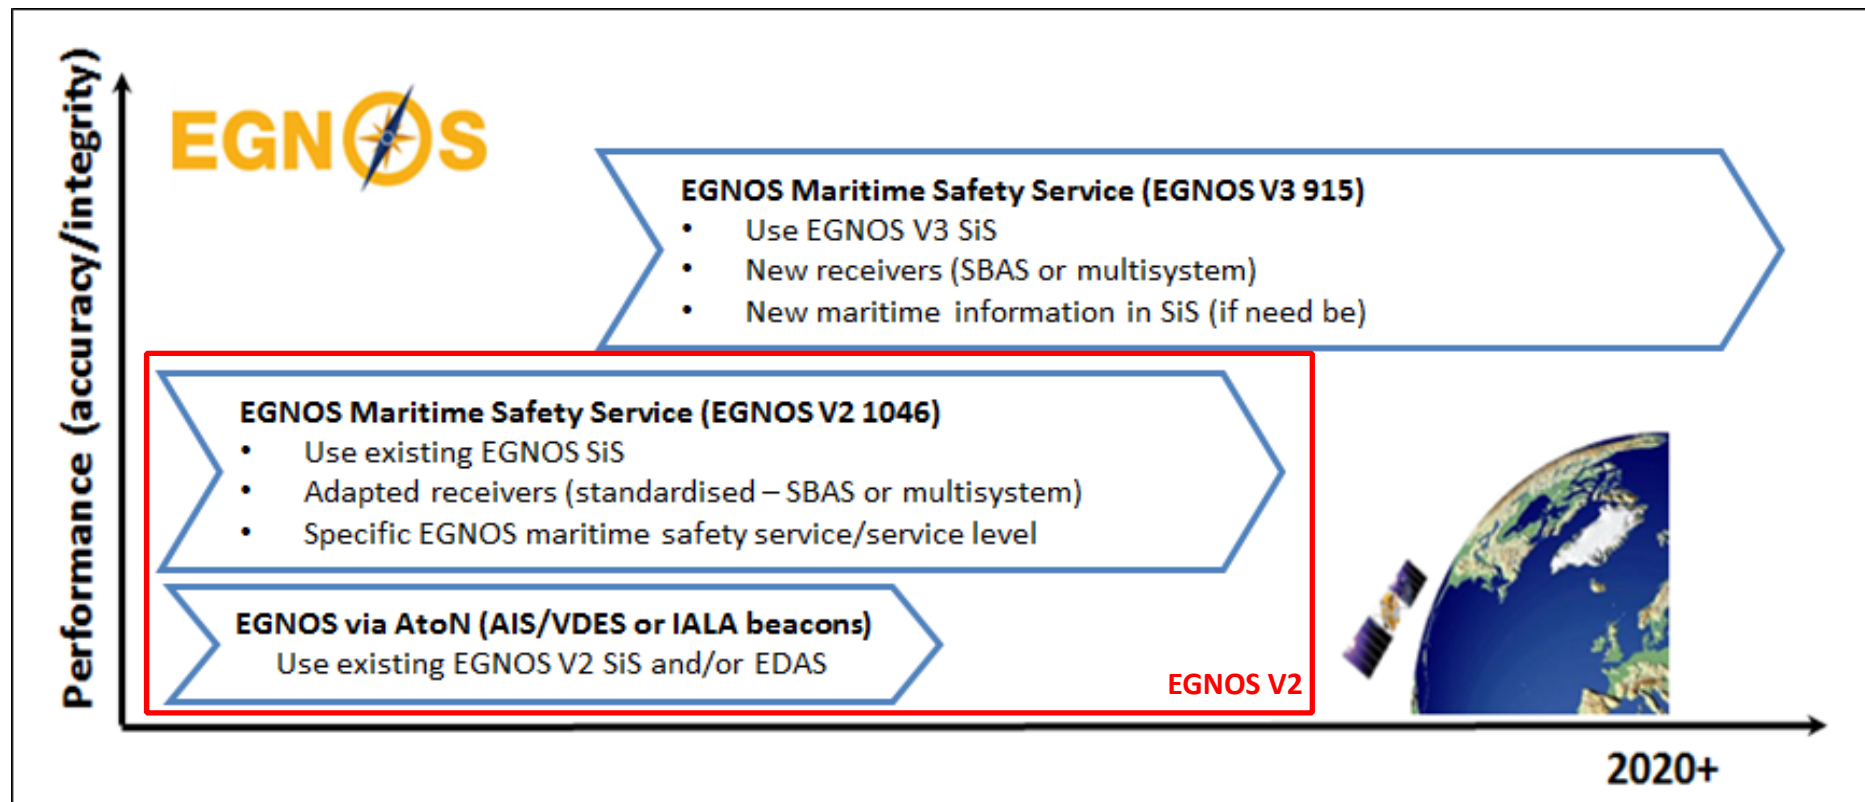 Performance (accuracy/integrity)
EGNOS
EGNOS Maritime Safety Service (EGNOS V3 915)
• Use EGNOS V3 SiS
• New receivers (SBAS or multisystem)
• New maritime information in SiS (if need be)
EGNOS Maritime Safety Service (EGNOS V2 1046)
• Use existing EGNOS SiS
• Adapted receivers (standardised – SBAS or multisystem)
• Specific EGNOS maritime safety service/service level
EGNOS via AtoN (AIS/VDES or IALA beacons)
Use existing EGNOS V2 SiS and/or EDAS
EGNOS V2
2020+